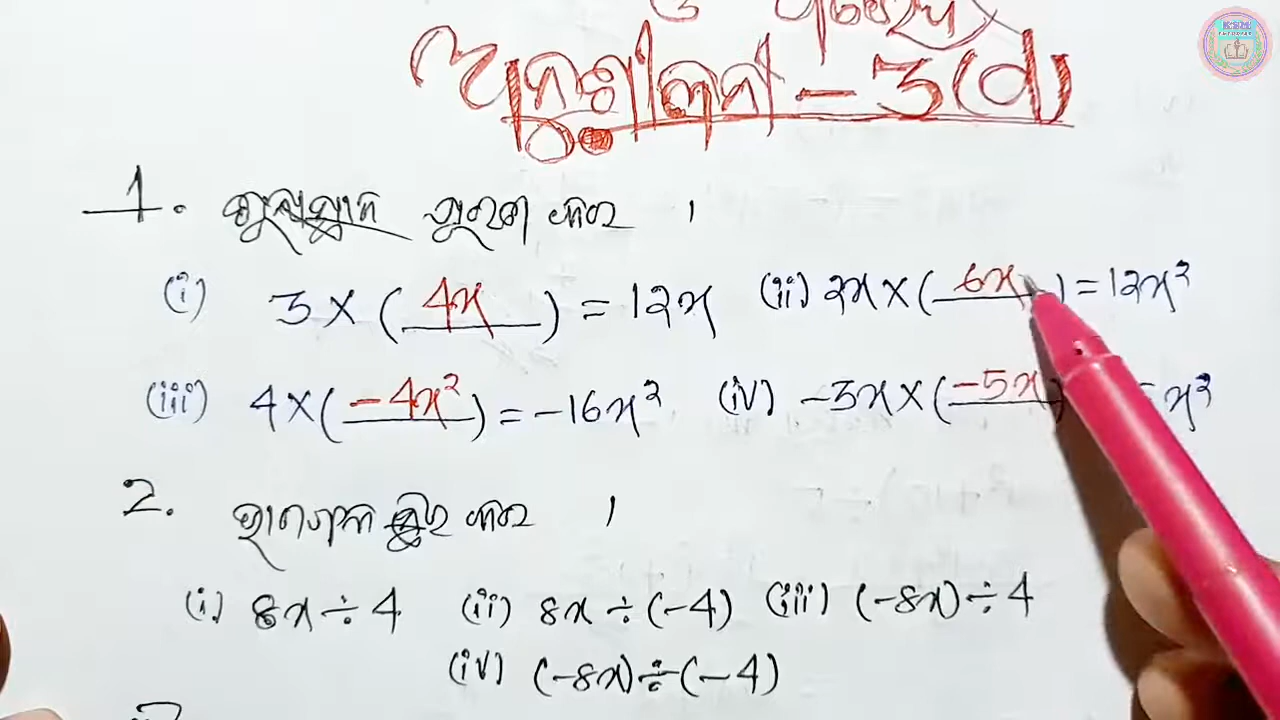 ଓ
ଅନୁଶୀଳନୀ - 3(d)
1. ଶୂନ୍ୟସ୍ଥାନ ପୂରଣ କର ।
(i) 3 × ( 4x ) = 12x (ii) 2x × ( 6x ) = 12x²
(iii) 4 × ( -4x² ) = -16x² (iv) -3x × ( -5x = x²
2. ଭାଗଫଳ ସ୍ଥିର କର ।
(i) 8x ÷ 4 (ii) 8x ÷ (-4) (iii) (-8x) ÷ 4
(iv) (-8x) ÷ (-4)